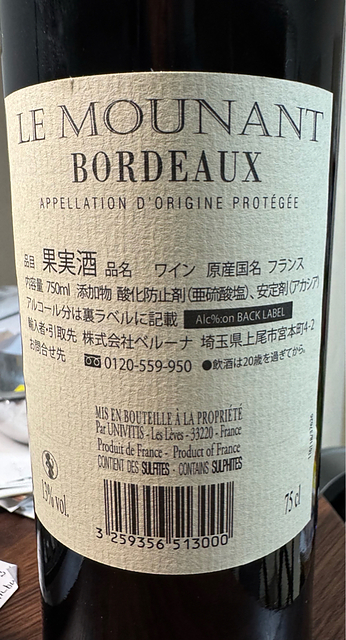 LE MOUNANT
BORDEAUX
APPELLATION D'ORIGINE PROTÉGÉE
品目 果実酒 品名 ワイン 原産国名 フランス
内容量 750ml 添加物 酸化防止剤(亜硫酸塩)、安定剤(アカシア)
アルコール分は裏ラベルに記載 Alc%:on BACK LABEL
輸入者・引取先 株式会社ベルーナ 埼玉県上尾市宮本町4-2
お問合せ先 0120-559-950 ●飲酒は20歳を過ぎてから。
MIS EN BOUTEILLE À LA PROPRIÉTÉ
Par UNIVITIS - Les Lèves - 33220 - France
Produit de France - Product of France
CONTIENT DES SULFITES - CONTAINS SULPHITES
13% vol.
75 cl
3 259356 513000